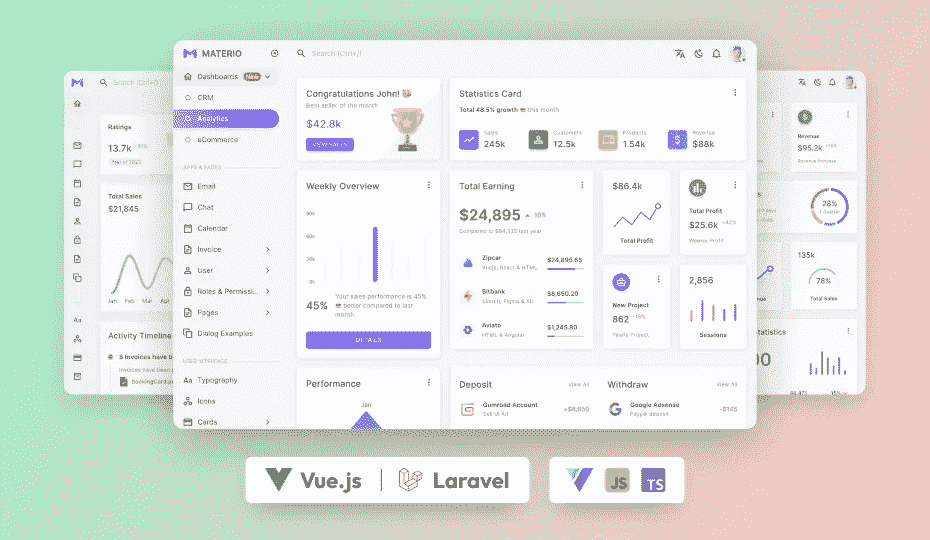 MATERIO
Search (Ctrl+/)
Dashboards New
CRM
Analytics
eCommerce
APPS & PAGES
Email
Chat
Calendar
Invoice
User
Roles & Permissi...
Pages
Dialog Examples
USER INTERFACE
Aa Typography
Icons
Cards
Congratulations John!
Best seller of the month
$42.8k
VIEW SALES
Statistics Card
Total 48.5% growth this month
Sales
245k
Customers
12.5k
Products
1.54k
Revenue
$88k
Weekly Overview
90k
60k
30k
0k
45%
Your sales performance is 45%
better compared to last
month
DETAILS
Total Earning
$24,895 10%
Compared to $84,325 last year
Zipcar
Vuejs, React & HTML
$24,895.65
Bitbank
Sketch, Figma & XD
$8,650.20
Aviato
HTML & Angular
$1,245.80
$86.4k
Total Profit
Total Profit
$25.6k +42%
Weekly Profit
New Project
862 -18%
Yearly Project
2,856
Sessions
Performance
Jan
Deposit
View All
Gumroad Account
Sell UI Kit
+$4,650
Withdraw
View All
Google Adsense
Paypal deposit
-$145
Search (Ctrl+/)
Ratings
13.7k
Year of 2022
Total Sales
$21,845
Jan Feb Mar
Activity Timeline
8 Invoices have b
Invoices have been
bookingCard
Aa
Revenue
$95.2k
Revenue Increase
28%
1 Quarter
135k
78%
Total Sales
tatistics
15%
Vue.js
Laravel
JS
TS